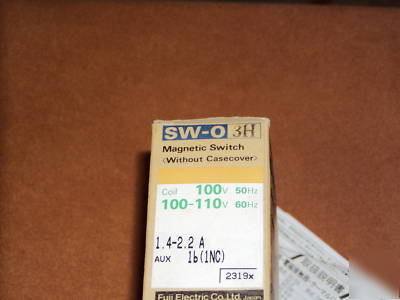 SW-0 3H
Magnetic Switch
<Without Casecover>
Coil 100V 50Hz
100-110V 60Hz
1.4-2.2 A
AUX 1b(1NC)
2319x
Fuji Electric Co.Ltd. Japan